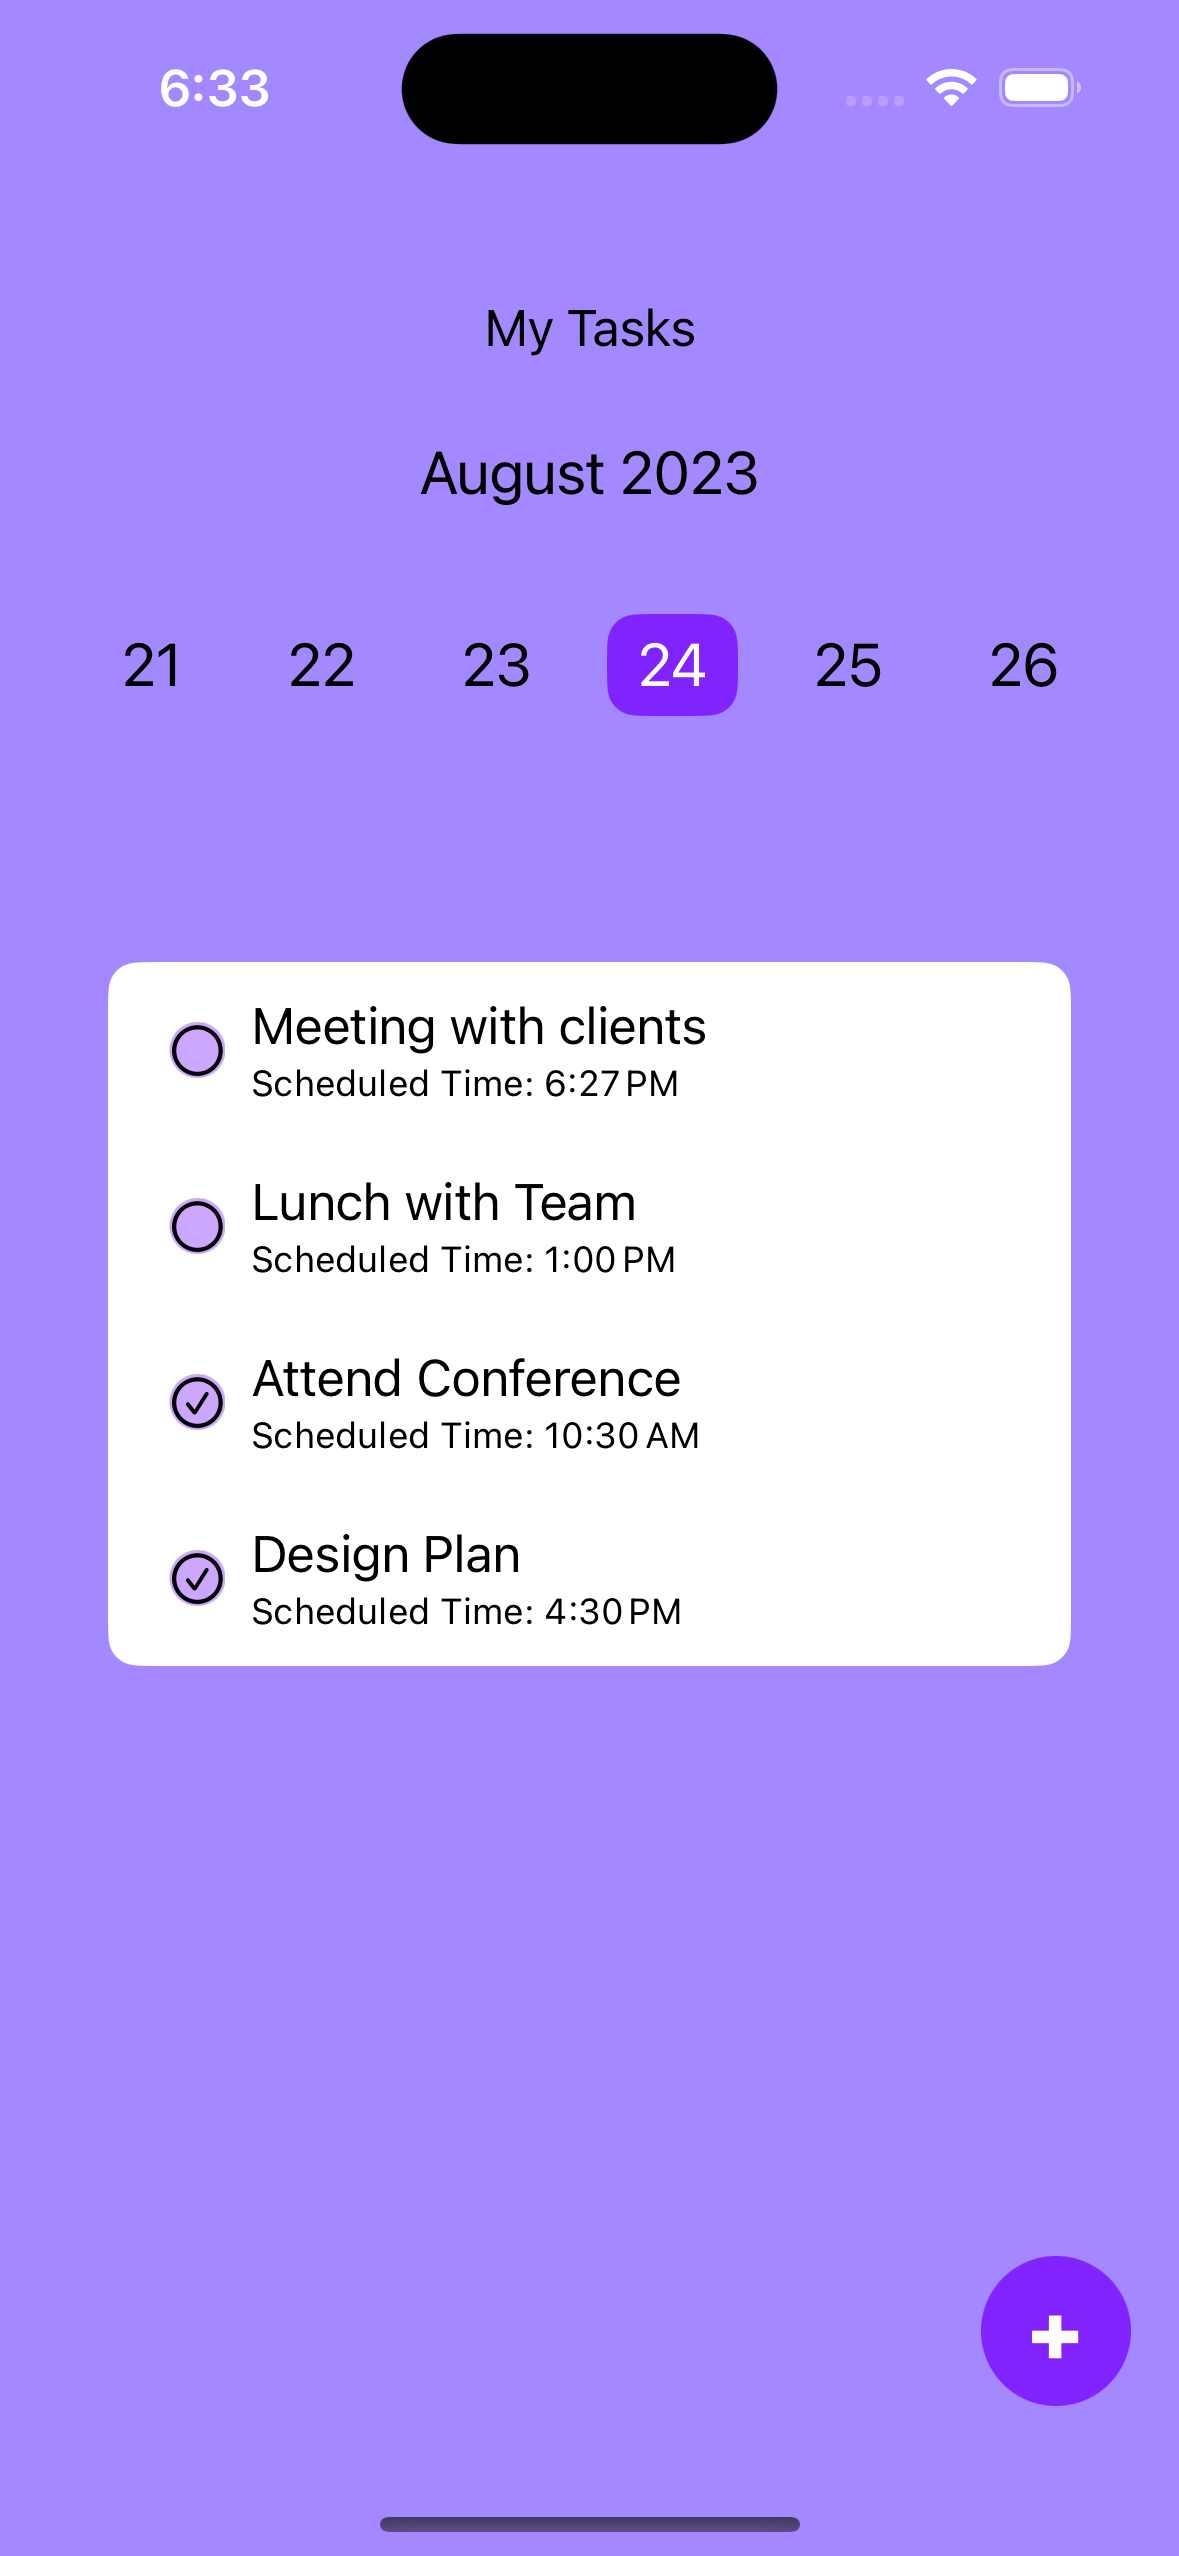 6:33
My Tasks
August 2023
21 22 23 24 25 26
Meeting with clients
Scheduled Time: 6:27 PM
Lunch with Team
Scheduled Time: 1:00 PM
Attend Conference
Scheduled Time: 10:30 AM
Design Plan
Scheduled Time: 4:30 PM
+